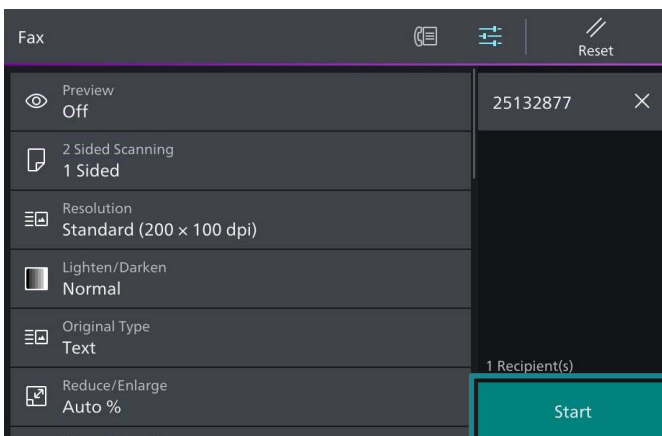 Fax
Reset
Preview
Off
2 Sided Scanning
1 Sided
Resolution
Standard (200 × 100 dpi)
Lighten/Darken
Normal
Original Type
Text
Reduce/Enlarge
Auto %
25132877
1 Recipient(s)
Start